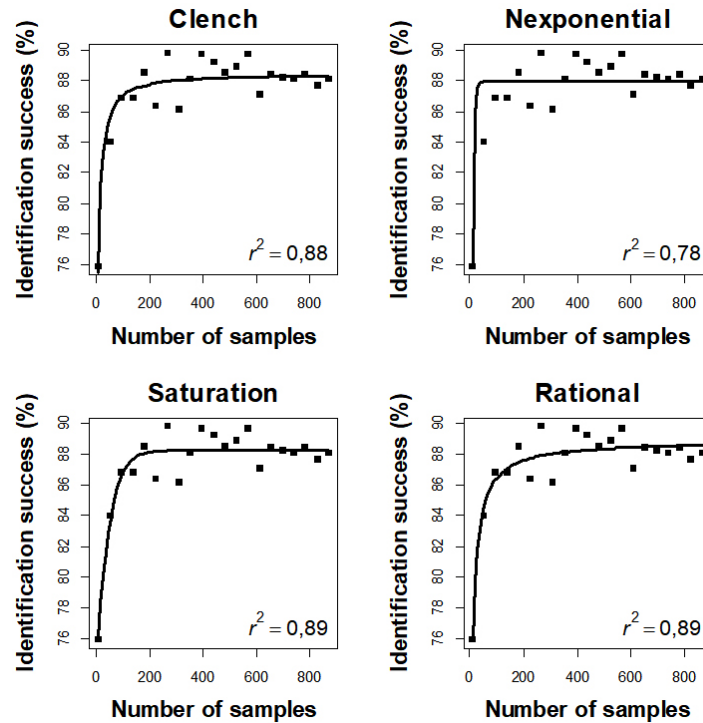 Clench
Identification success (%)
90
88
86
84
82
80
78
76
r² = 0,88
0 200 400 600 800
Number of samples
Nexponential
Identification success (%)
90
88
86
84
82
80
78
76
r² = 0,78
0 200 400 600 800
Number of samples
Saturation
Identification success (%)
90
88
86
84
82
80
78
76
r² = 0,89
0 200 400 600 800
Number of samples
Rational
Identification success (%)
90
88
86
84
82
80
78
76
r² = 0,89
0 200 400 600 800
Number of samples